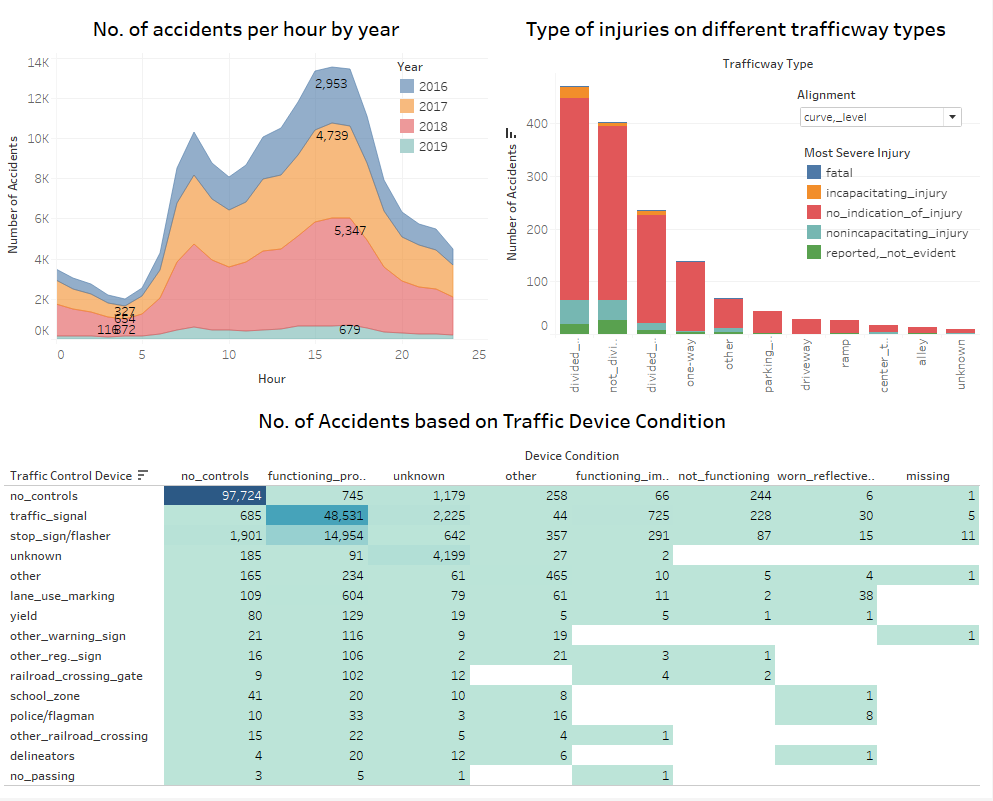 No. of accidents per hour by year
Number of Accidents
14K
12K
10K
8K
6K
4K
2K
0K
2,953
4,739
5,347
679
327
654
872
0
5
10
15
20
25
Hour
Year
2016
2017
2018
2019
Type of injuries on different trafficway types
Trafficway Type
Number of Accidents
400
300
200
100
0
divided_..
not_divi..
divided_..
one-way
other
parking_..
driveway
ramp
center_t..
alley
unknown
Alignment
curve,_level
Most Severe Injury
fatal
incapacitating_injury
no_indication_of_injury
nonincapacitating_injury
reported,_not_evident
No. of Accidents based on Traffic Device Condition
Device Condition
Traffic Control Device no_controls functioning_pro.. unknown other functioning_im.. not_functioning worn_reflective.. missing
no_controls 97,724 745 1,179 258 66 244 6 1
traffic_signal 685 48,531 2,225 44 725 228 30 5
stop_sign/flasher 1,901 14,954 642 357 291 87 15 11
unknown 185 91 4,199 27 2
other 165 234 61 465 10 5 4 1
lane_use_marking 109 604 79 61 11 2 38
yield 80 129 19 5 5 1 1
other_warning_sign 21 116 9 19 1
other_reg._sign 16 106 2 21 3 1
railroad_crossing_gate 9 102 12 4 2
school_zone 41 20 10 8 1
police/flagman 10 33 3 16 8
other_railroad_crossing 15 22 5 4 1
delineators 4 20 12 6 1
no_passing 3 5 1 1